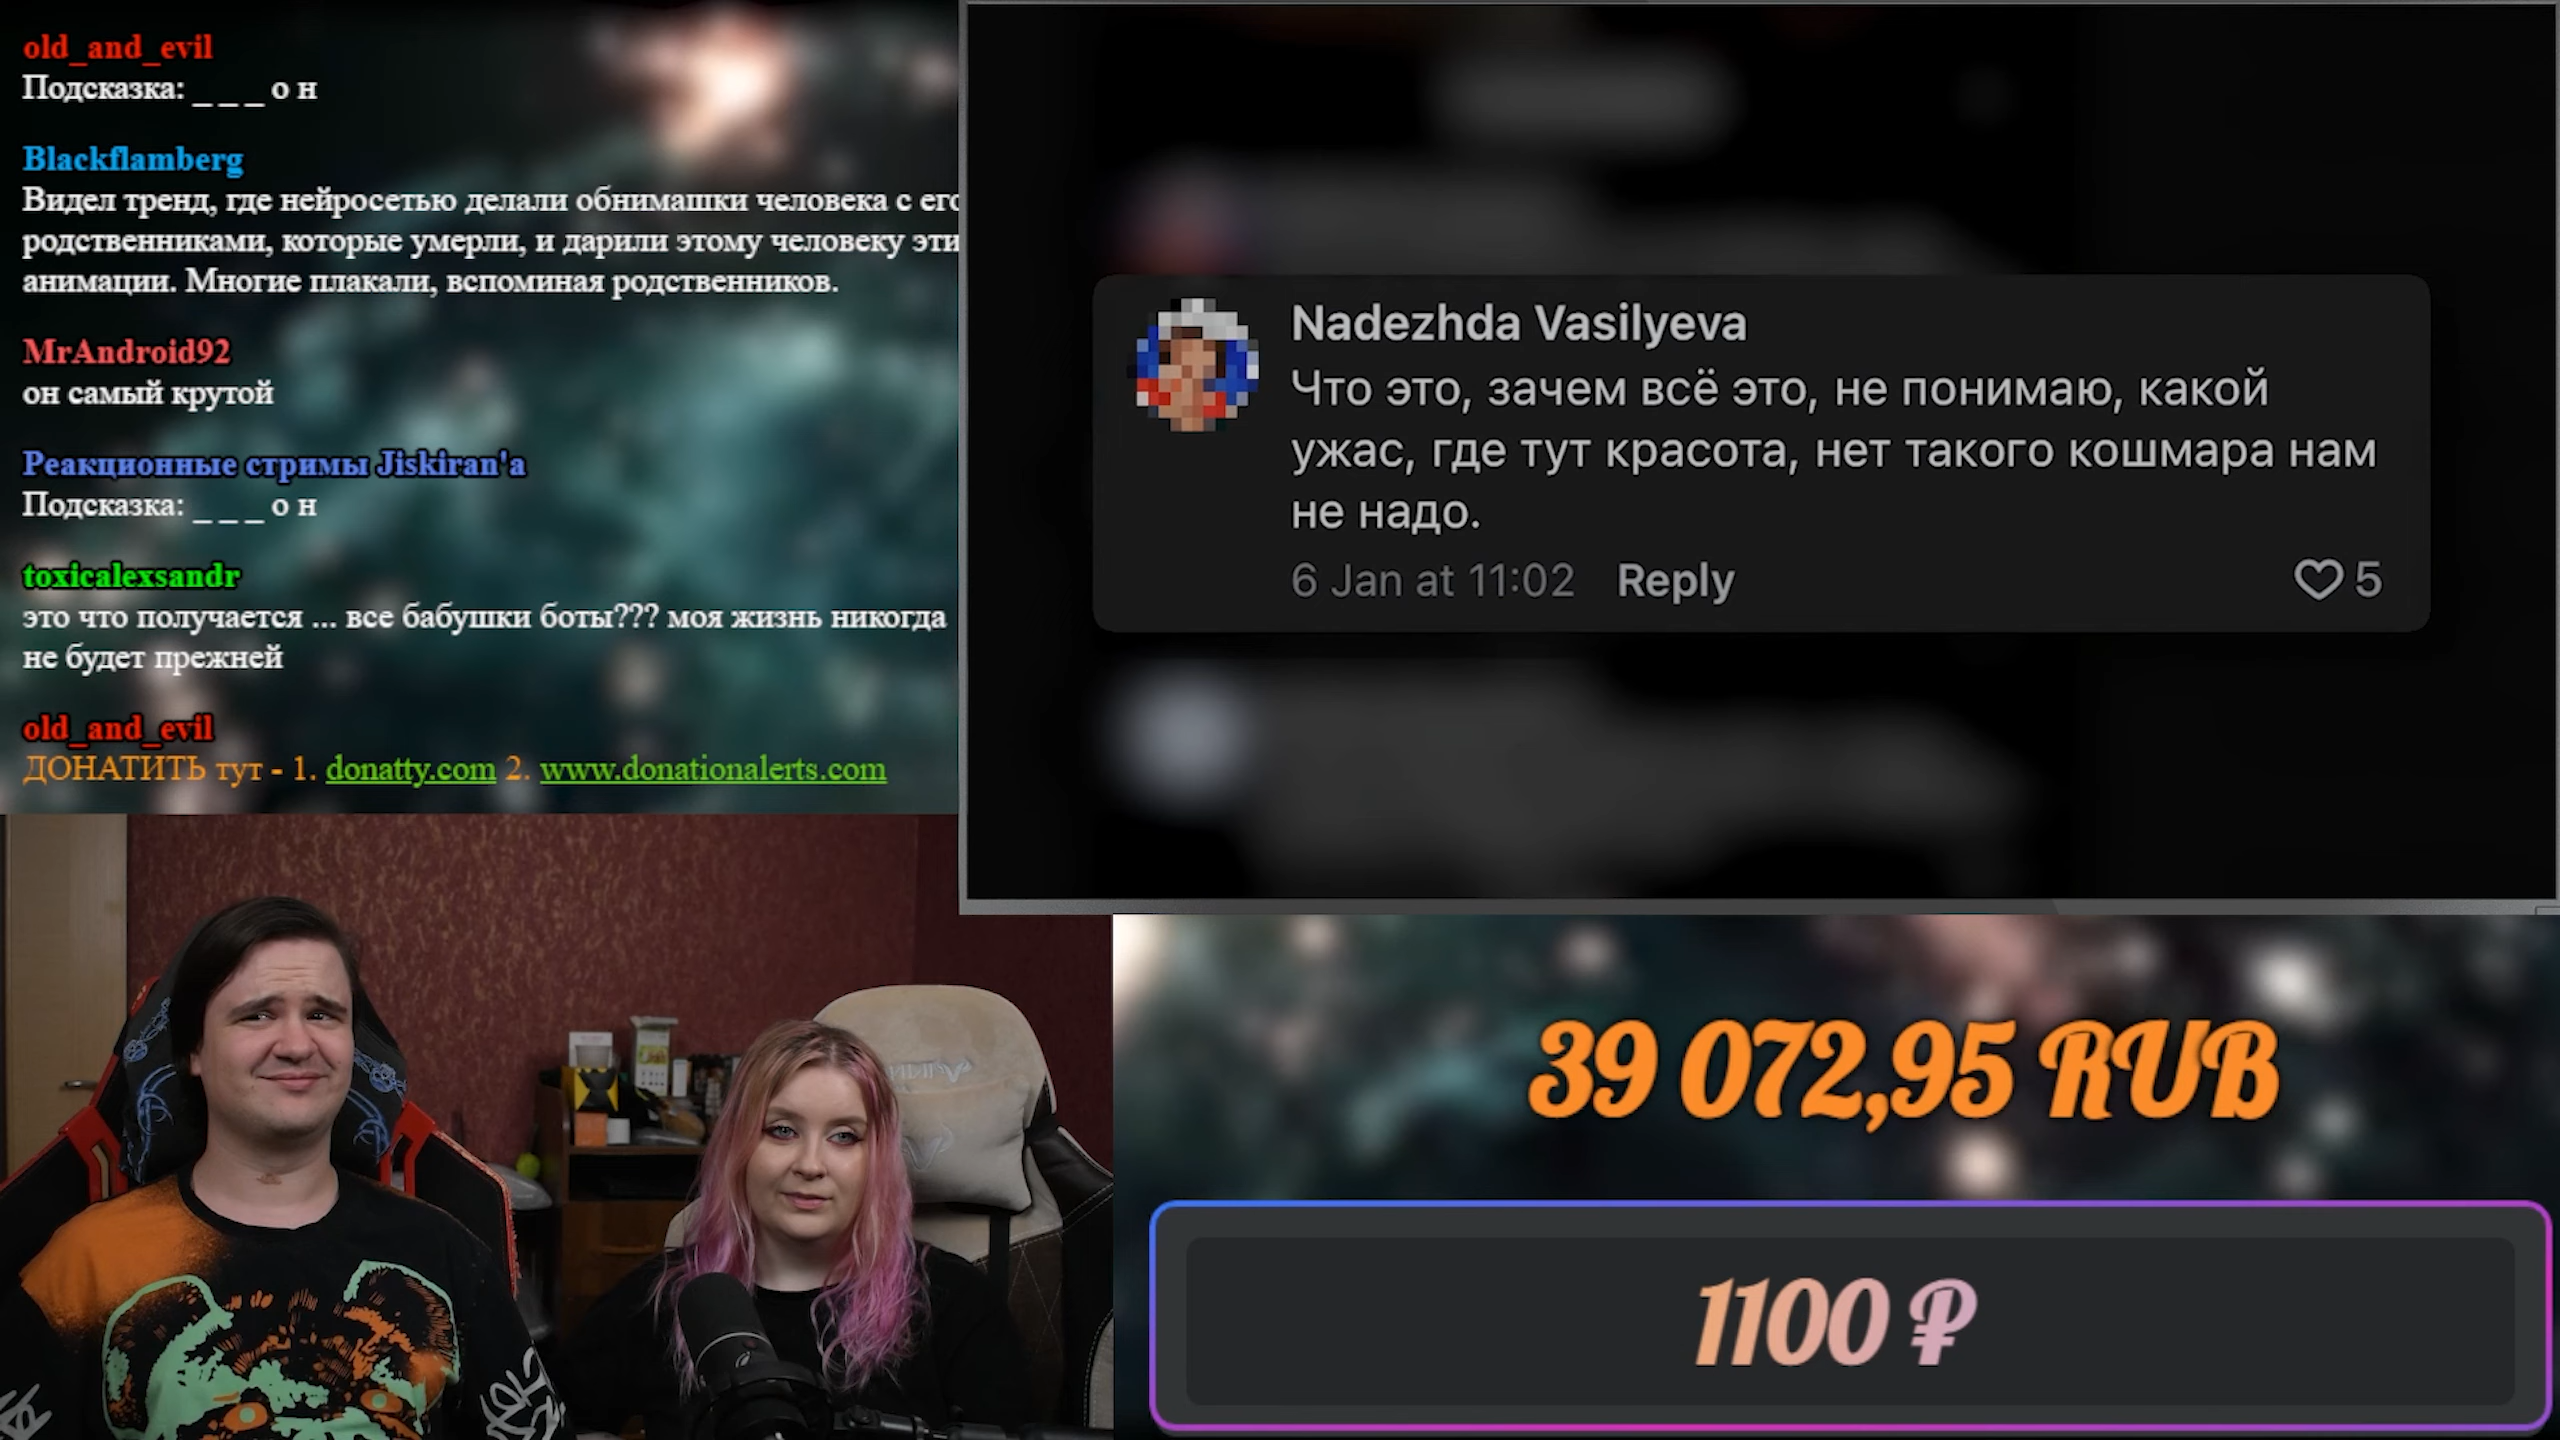 old_and_evil
Подсказка: _ _ _ о н
Blackflamberg
Видел тренд, где нейросетью делали обнимашки человека с его
родственниками, которые умерли, и дарили этому человеку эти
анимации. Многие плакали, вспоминая родственников.
MrAndroid92
он самый крутой
Реакционные стримы Jiskiran'a
Подсказка: _ _ _ о н
toxicalexsandr
это что получается ... все бабушки боты??? моя жизнь никогда
не будет прежней
old_and_evil
ДОНАТИТЬ тут - 1. donatty.com 2. www.donationalerts.com
Nadezhda Vasilyeva
Что это, зачем всё это, не понимаю, какой
ужас, где тут красота, нет такого кошмара нам
не надо.
6 Jan at 11:02 Reply 5
39 072,95 RUB
1100 ₽